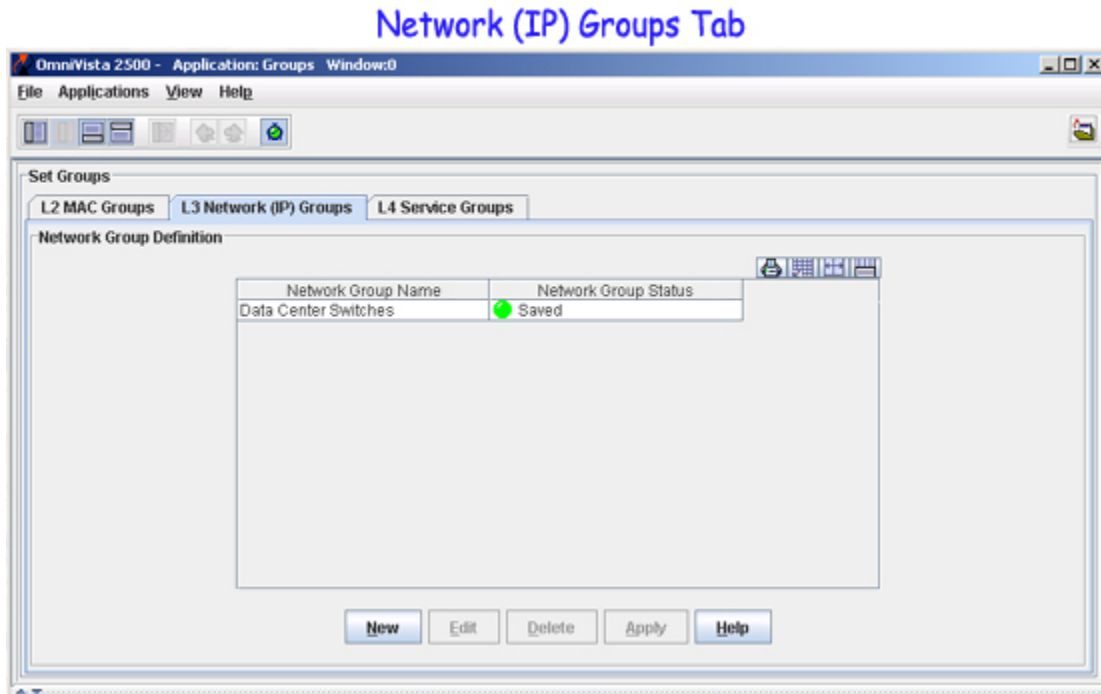 Network (IP) Groups Tab
OmniVista 2500 - Application: Groups Window:0
File Applications View Help
Set Groups
L2 MAC Groups L3 Network (IP) Groups L4 Service Groups
Network Group Definition
Network Group Name Network Group Status
Data Center Switches Saved
New Edit Delete Apply Help